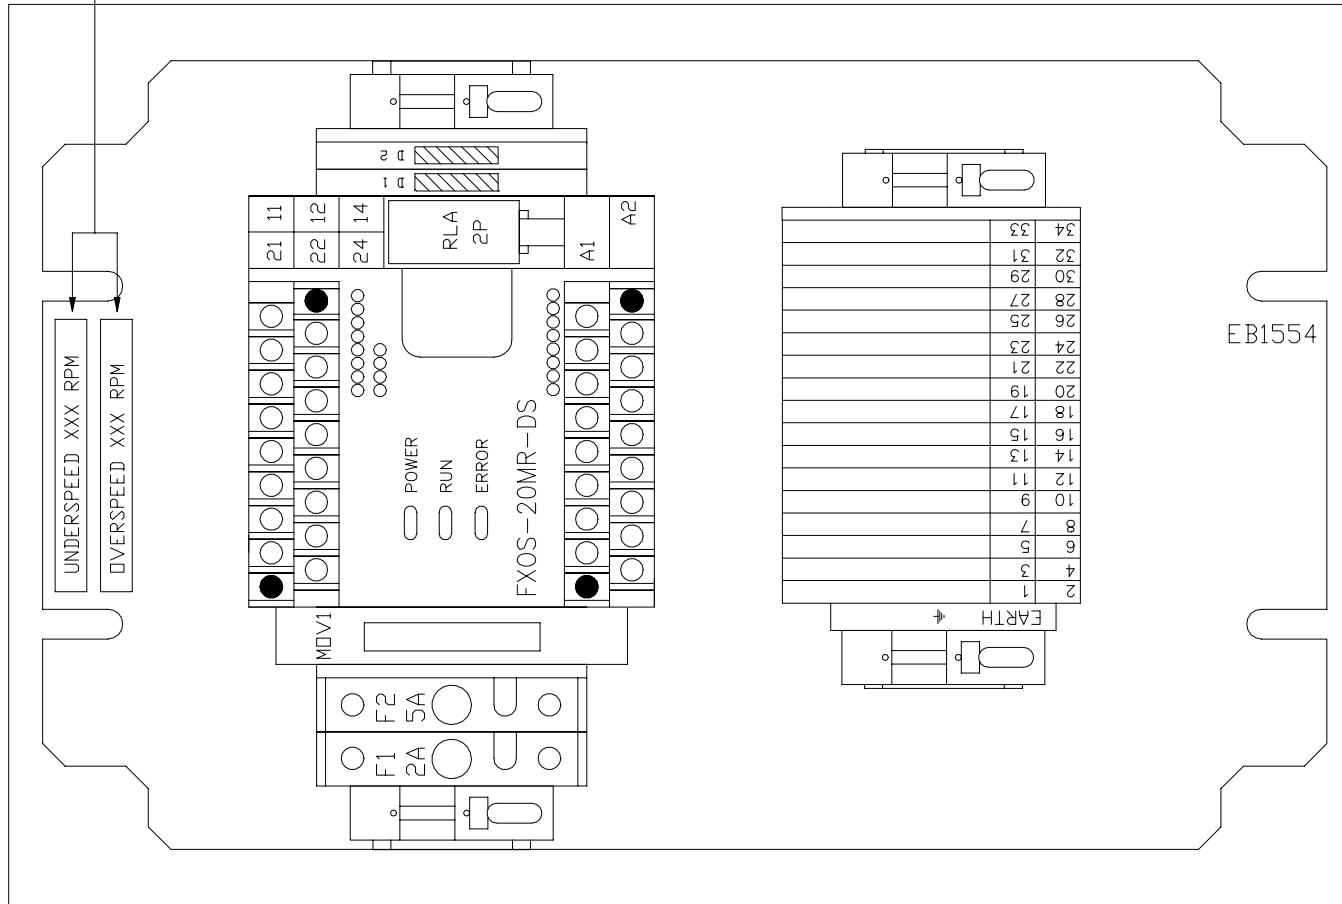 UNDERSPEED XXX RPM
OVERSPEED XXX RPM
D 2
D 1
11 12 14
21 22 24
RLA
2P
A1 A2
POWER
RUN
ERROR
FXOS-20MR-DS
MOV1
F2
5A
F1
2A
33 34
31 32
29 30
27 28
25 26
23 24
21 22
19 20
17 18
15 16
13 14
11 12
9 10
7 8
5 6
3 4
1 2
EARTH
EB1554